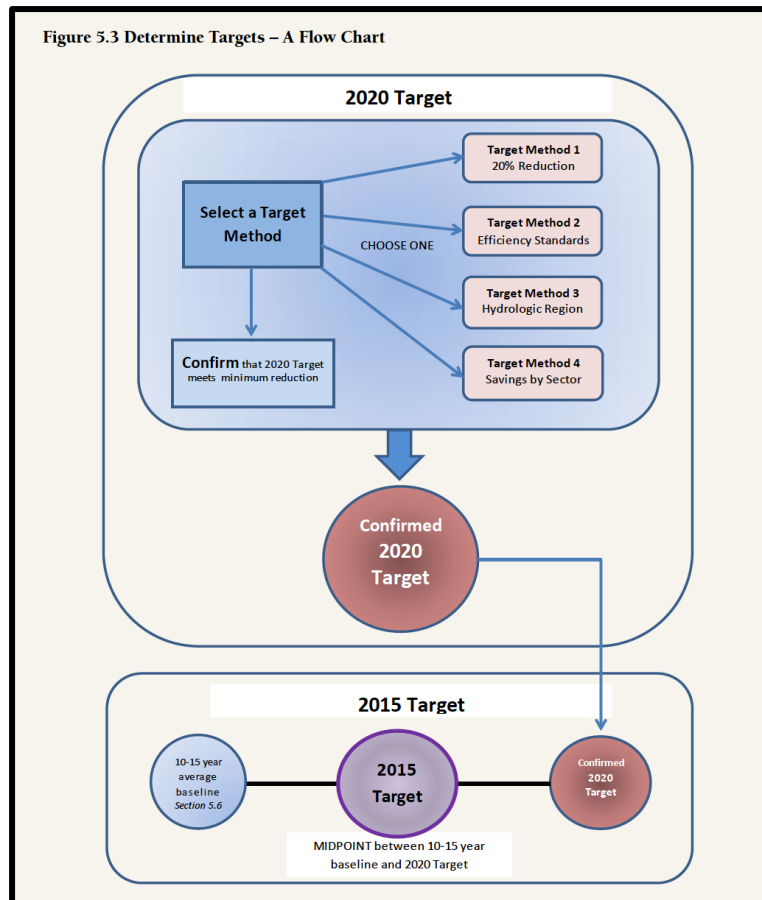 Figure 5.3 Determine Targets – A Flow Chart
2020 Target
Target Method 1
20% Reduction
Select a Target
Method
Target Method 2
Efficiency Standards
CHOOSE ONE
Target Method 3
Hydrologic Region
Confirm that 2020 Target
meets minimum reduction
Target Method 4
Savings by Sector
Confirmed
2020
Target
2015 Target
10-15 year
average
baseline
Section 5.6
2015
Target
Confirmed
2020
Target
MIDPOINT between 10-15 year
baseline and 2020 Target